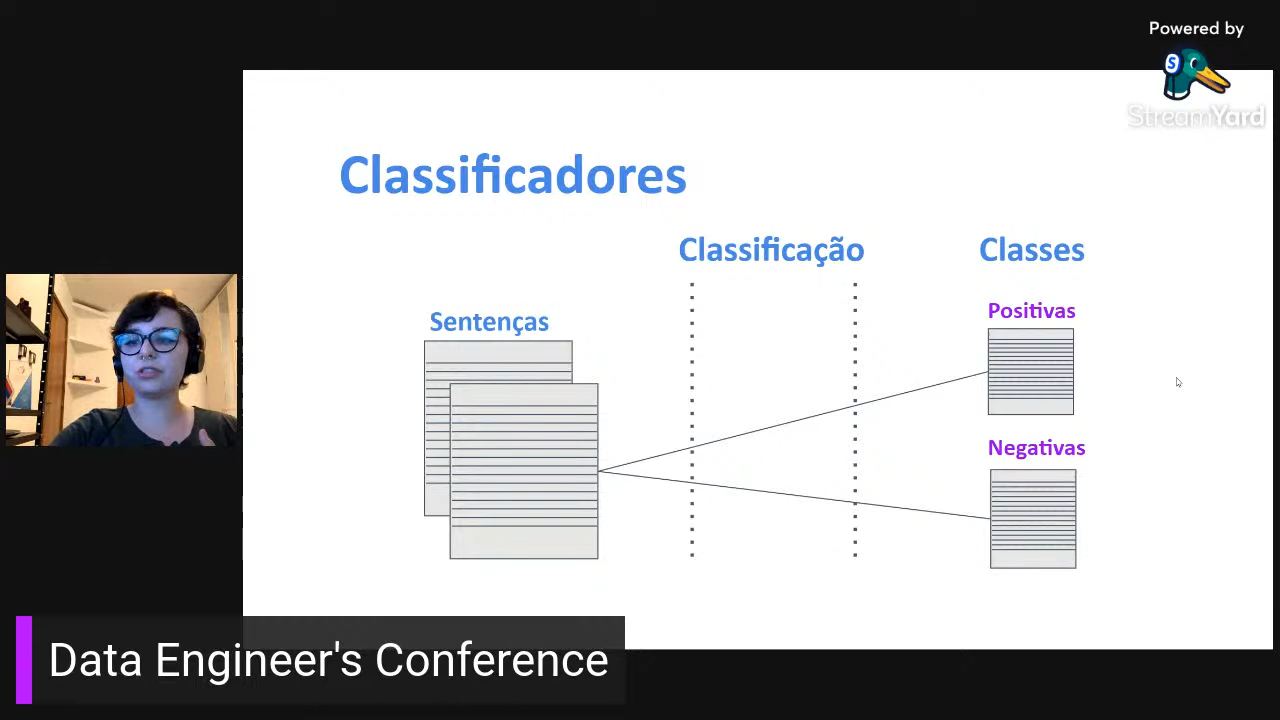 Powered by
StreamYard
Classificadores
Classificação
Classes
Sentenças
Positivas
Negativas
Data Engineer's Conference